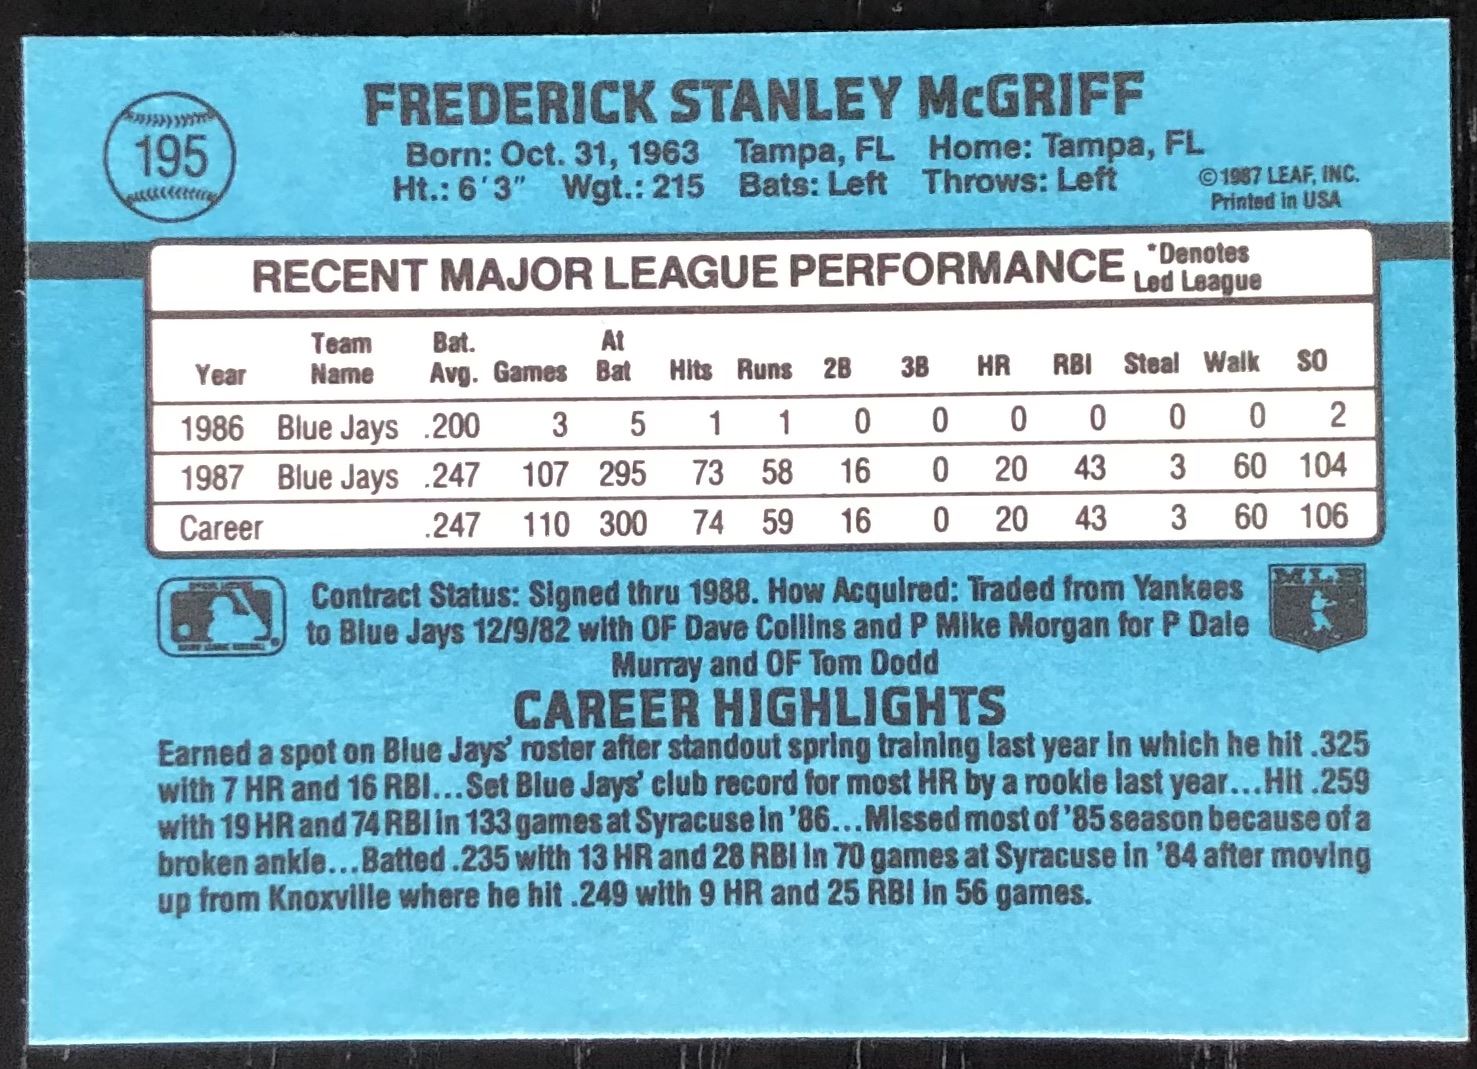 195
FREDERICK STANLEY McGRIFF
Born: Oct. 31, 1963 Tampa, FL Home: Tampa, FL
Ht.: 6'3" Wgt.: 215 Bats: Left Throws: Left
©1987 LEAF, INC.
Printed in USA
RECENT MAJOR LEAGUE PERFORMANCE *Denotes
Led League
Year Team Name Bat. Avg. Games At Bat Hits Runs 2B 3B HR RBI Steal Walk SO
1986 Blue Jays .200 3 5 1 1 0 0 0 0 0 0 2
1987 Blue Jays .247 107 295 73 58 16 0 20 43 3 60 104
Career .247 110 300 74 59 16 0 20 43 3 60 106
Contract Status: Signed thru 1988. How Acquired: Traded from Yankees
to Blue Jays 12/9/82 with OF Dave Collins and P Mike Morgan for P Dale
Murray and OF Tom Dodd
MLB
CAREER HIGHLIGHTS
Earned a spot on Blue Jays' roster after standout spring training last year in which he hit .325
with 7 HR and 16 RBI...Set Blue Jays' club record for most HR by a rookie last year...Hit .259
with 19 HR and 74 RBI in 133 games at Syracuse in '86...Missed most of '85 season because of a
broken ankle...Batted .235 with 13 HR and 28 RBI in 70 games at Syracuse in '84 after moving
up from Knoxville where he hit .249 with 9 HR and 25 RBI in 56 games.